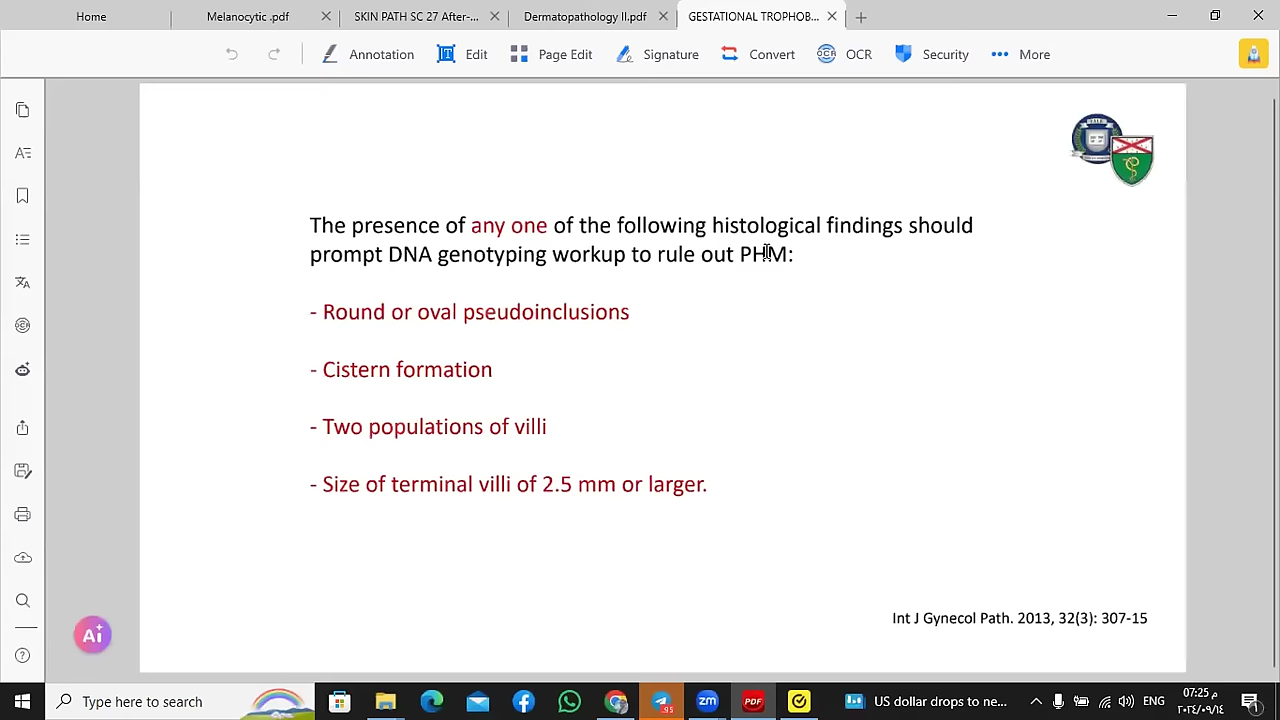 Home
Melanocytic .pdf
SKIN PATH SC 27 After-...
Dermatopathology II.pdf
GESTATIONAL TROPHOB...
Annotation
Edit
Page Edit
Signature
Convert
OCR
Security
More
The presence of any one of the following histological findings should
prompt DNA genotyping workup to rule out PHM:
- Round or oval pseudoinclusions
- Cistern formation
- Two populations of villi
- Size of terminal villi of 2.5 mm or larger.
Int J Gynecol Path. 2013, 32(3): 307-15
Ai
Type here to search
95
PDF
zm
US dollar drops to ne...
ENG
07:25 م
1